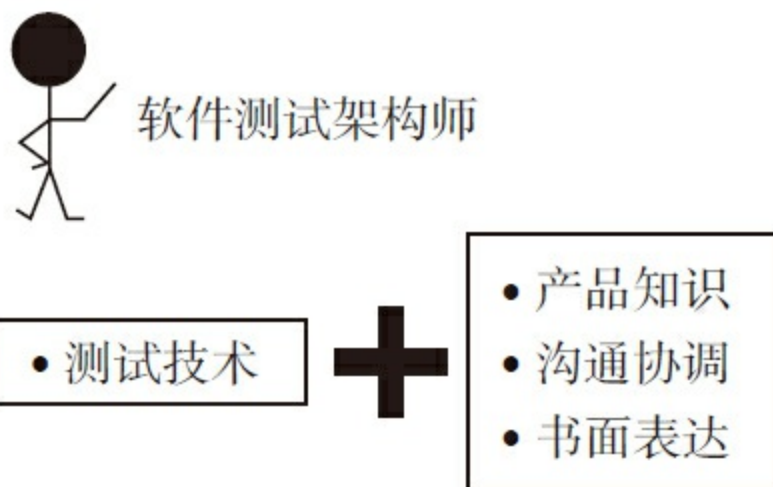 软件测试架构师
• 测试技术
• 产品知识
• 沟通协调
• 书面表达